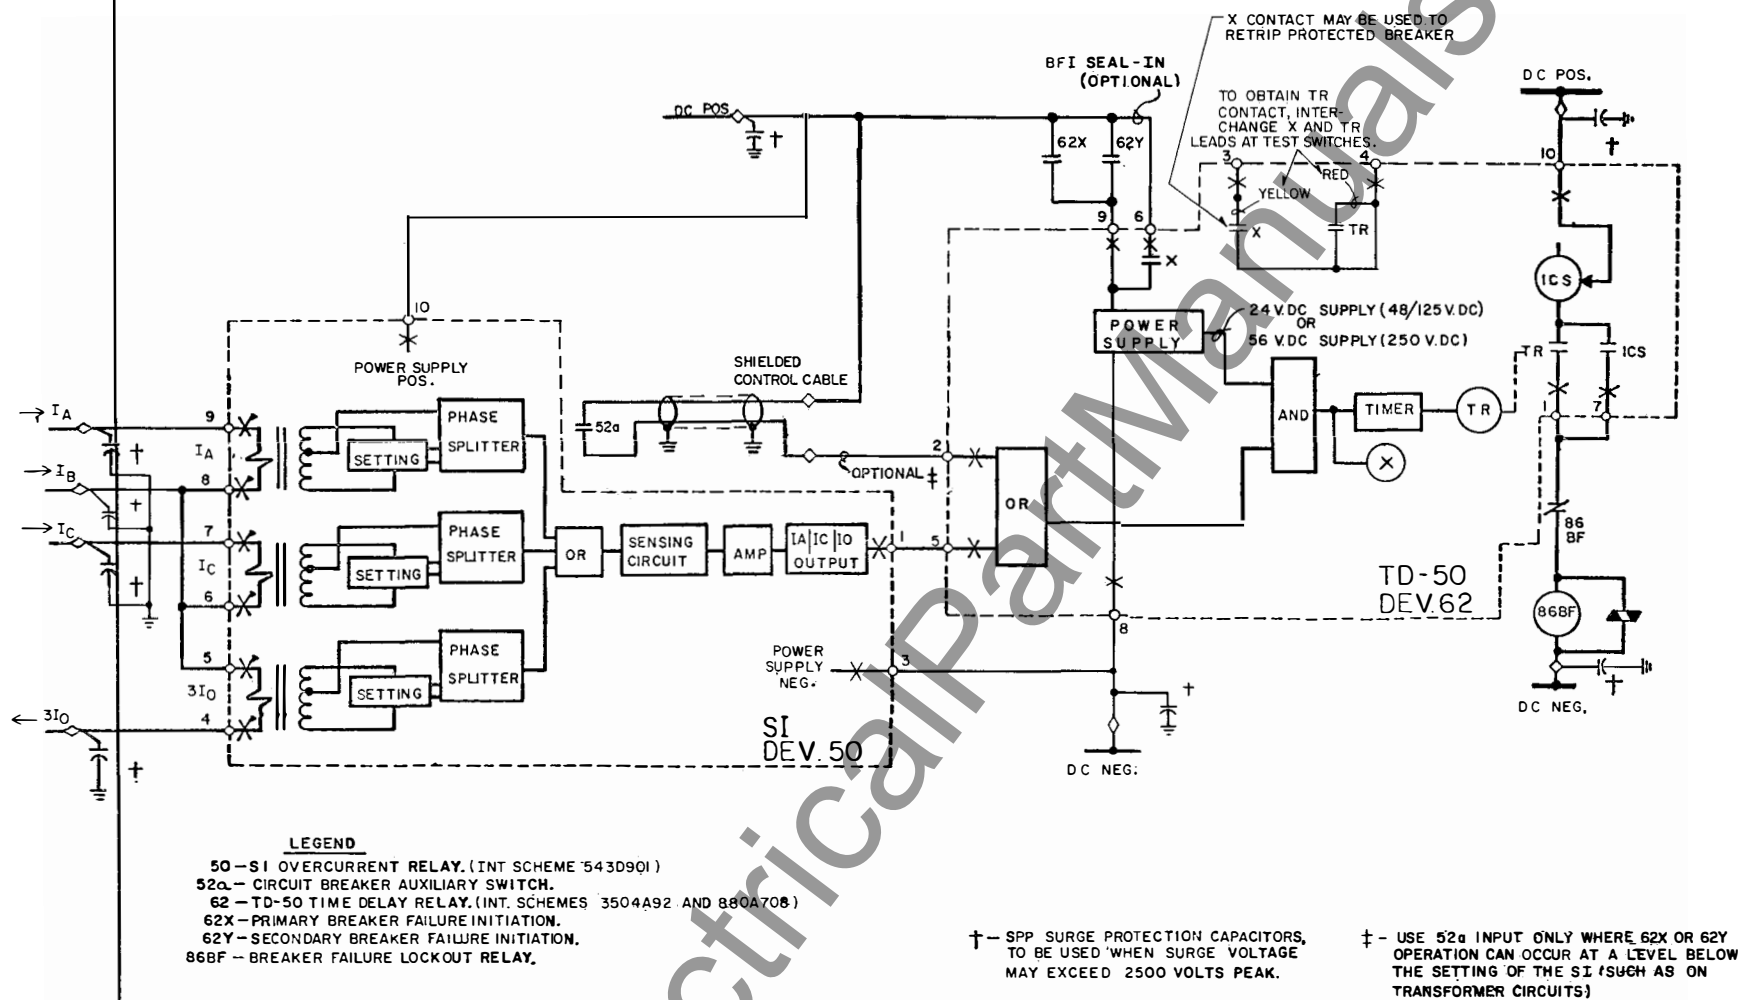 X CONTACT MAY BE USED TO
RETRIP PROTECTED BREAKER
BFI SEAL-IN
(OPTIONAL)
DC POS.
DC POS
†
TO OBTAIN TR
CONTACT, INTER-
CHANGE X AND TR
LEADS AT TEST SWITCHES.
62X
62Y
3
4
10
†
RED
YELLOW
9
6
X
TR
X
ICS
10
24 V.DC SUPPLY (48/125 V.DC)
OR
56 V.DC SUPPLY (250 V.DC)
POWER
SUPPLY
TR
ICS
POWER SUPPLY
POS.
SHIELDED
CONTROL CABLE
IA
9
IA
PHASE
SPLITTER
SETTING
52a
AND
TIMER
TR
1
7
†
IB
8
†
2
OPTIONAL ‡
X
OR
IC
7
IC
PHASE
SPLITTER
SETTING
OR
SENSING
CIRCUIT
AMP
IA IC IO
OUTPUT
1
5
86
BF
†
6
TD-50
DEV. 62
86BF
8
5
3IO
PHASE
SPLITTER
SETTING
POWER
SUPPLY
NEG.
3
†
†
3IO
4
SI
DEV. 50
DC NEG.
†
DC NEG.
LEGEND
50 — SI OVERCURRENT RELAY. (INT SCHEME 543D901)
52a — CIRCUIT BREAKER AUXILIARY SWITCH.
62 — TD-50 TIME DELAY RELAY. (INT. SCHEMES 3504A92 AND 880A708)
62X — PRIMARY BREAKER FAILURE INITIATION.
62Y — SECONDARY BREAKER FAILURE INITIATION.
86BF — BREAKER FAILURE LOCKOUT RELAY.
† — SPP SURGE PROTECTION CAPACITORS,
TO BE USED WHEN SURGE VOLTAGE
MAY EXCEED 2500 VOLTS PEAK.
‡ - USE 52a INPUT ONLY WHERE 62X OR 62Y
OPERATION CAN OCCUR AT A LEVEL BELOW
THE SETTING OF THE SI (SUCH AS ON
TRANSFORMER CIRCUITS)
ctricalPartManuals